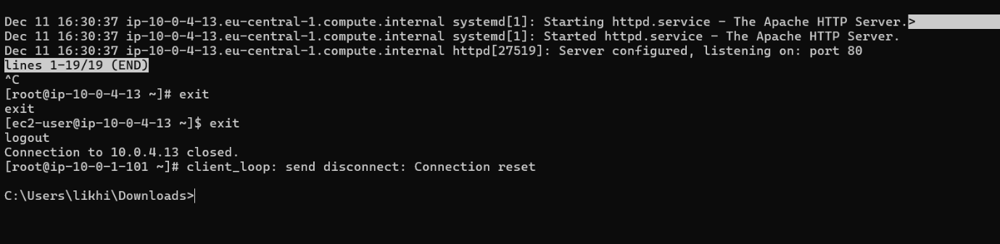 Dec 11 16:30:37 ip-10-0-4-13.eu-central-1.compute.internal systemd[1]: Starting httpd.service - The Apache HTTP Server.>
Dec 11 16:30:37 ip-10-0-4-13.eu-central-1.compute.internal systemd[1]: Started httpd.service - The Apache HTTP Server.
Dec 11 16:30:37 ip-10-0-4-13.eu-central-1.compute.internal httpd[27519]: Server configured, listening on: port 80
lines 1-19/19 (END)
^C
[root@ip-10-0-4-13 ~]# exit
exit
[ec2-user@ip-10-0-4-13 ~]$ exit
logout
Connection to 10.0.4.13 closed.
[root@ip-10-0-1-101 ~]# client_loop: send disconnect: Connection reset
C:\Users\likhi\Downloads>